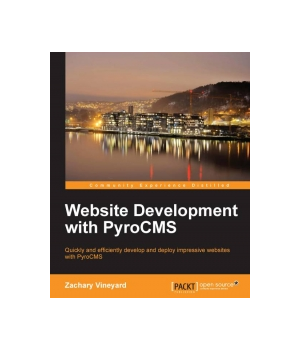 Community Experience Distilled
Website Development
with PyroCMS
Quickly and efficiently develop and deploy impressive websites
with PyroCMS
Zachary Vineyard
[PACKT] open source